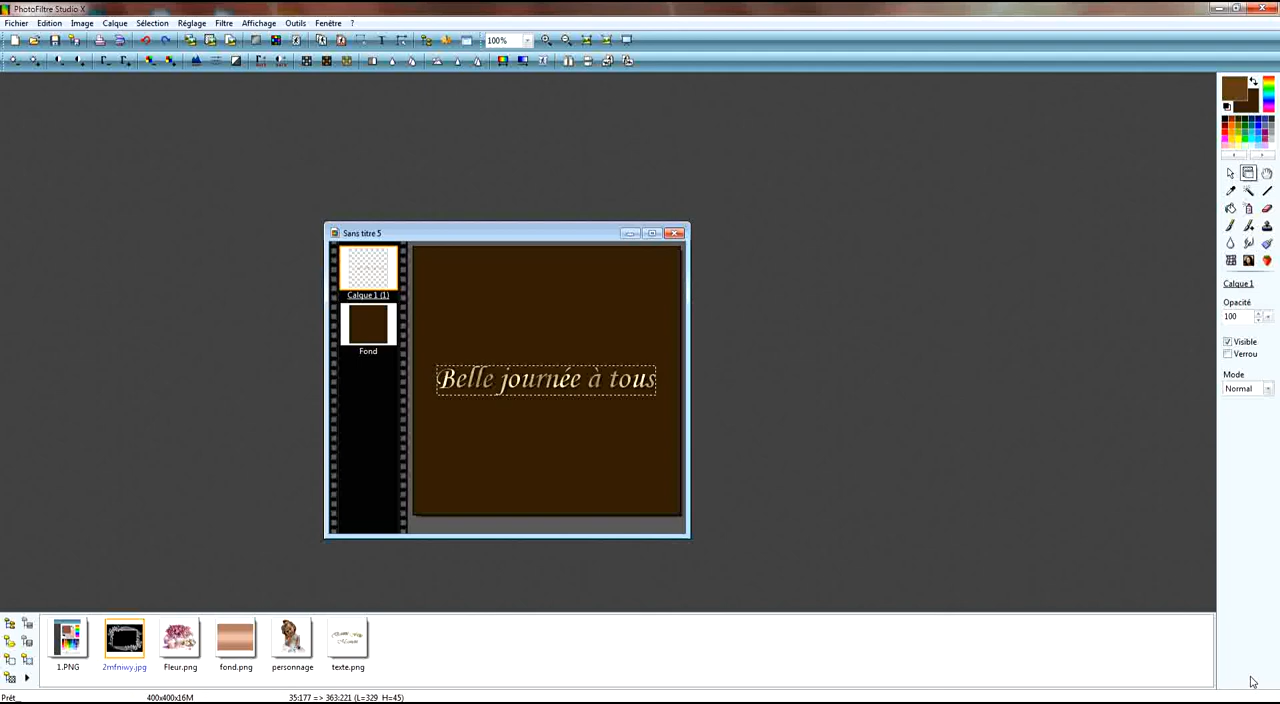 PhotoFiltre Studio X
Fichier Edition Image Calque Sélection Réglage Filtre Affichage Outils Fenêtre ?
100%
Sans titre 5
Calque 1 (1)
Fond
Belle journée à tous
Calque 1
Opacité
100
Visible
Verrou
Mode
Normal
1.PNG 2mfniwy.jpg Fleur.png fond.png personnage texte.png
Prêt_ 400x400x16M 35:177 => 363:221 (L=329 H=45)